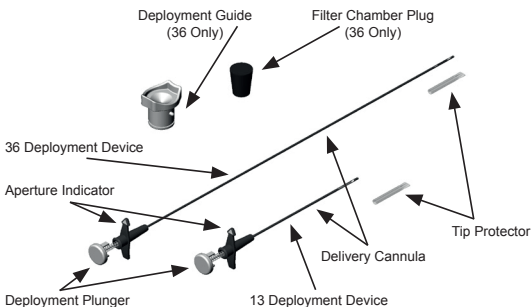 Deployment Guide
(36 Only)
Filter Chamber Plug
(36 Only)
36 Deployment Device
Aperture Indicator
Tip Protector
Delivery Cannula
Deployment Plunger
13 Deployment Device